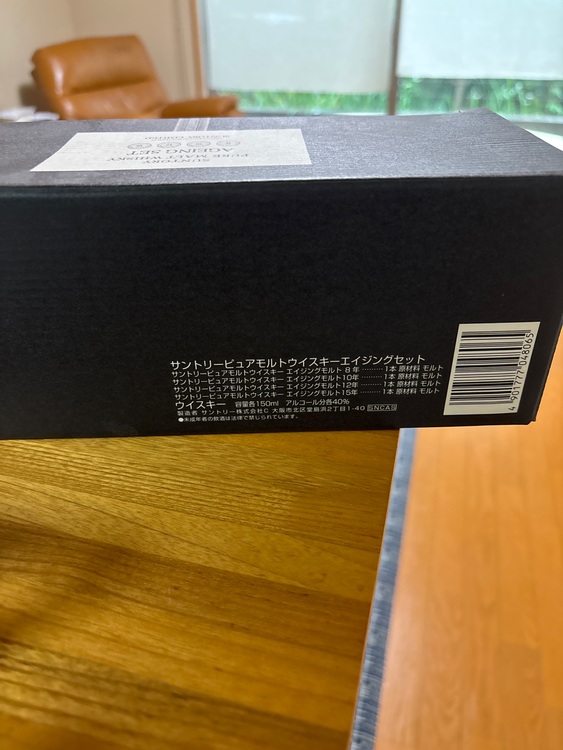 SUNTORY
PURE MALT WHISKY
AGEING SET
サントリーピュアモルトウイスキーエイジングセット
サントリーピュアモルトウイスキー エイジングモルト 8年………1本 原材料 モルト
サントリーピュアモルトウイスキー エイジングモルト 10年………1本 原材料 モルト
サントリーピュアモルトウイスキー エイジングモルト 12年………1本 原材料 モルト
サントリーピュアモルトウイスキー エイジングモルト 15年………1本 原材料 モルト
ウイスキー 容量各150ml アルコール分各40%
製造者 サントリー株式会社C 大阪市北区堂島浜2丁目1-40 SNCAS
●未成年者の飲酒は法律で禁じられています。
4 901777 048065